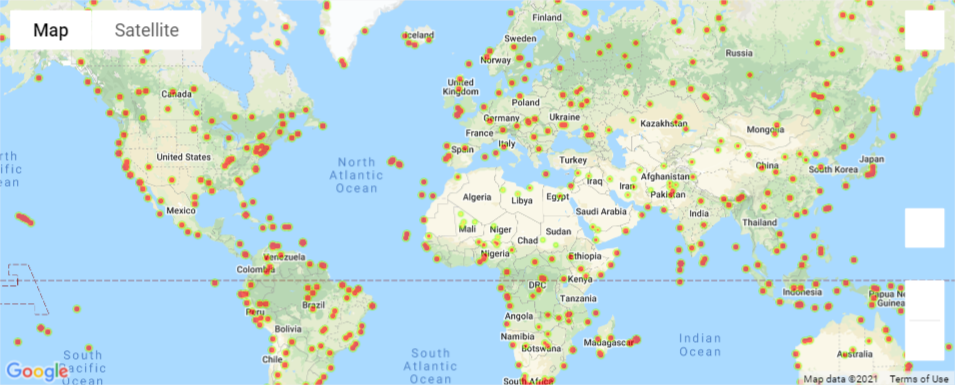 Map
Satellite
Iceland
Finland
Sweden
Norway
Russia
Canada
United
Kingdom
Poland
Germany
Ukraine
Kazakhstan
Mongolia
France
Italy
Spain
Turkey
United States
North
Atlantic
Ocean
China
Japan
South Korea
Afghanistan
Iraq
Iran
Pakistan
Algeria
Libya
Egypt
Saudi Arabia
India
Mexico
Mali
Niger
Chad
Sudan
Thailand
Nigeria
Ethiopia
Venezuela
Colombia
DRC
Kenya
Indonesia
Papua New
Guinea
Tanzania
Brazil
Peru
Angola
Bolivia
Namibia
Botswana
Madagascar
Indian
Ocean
Chile
South
Pacific
Ocean
South
Atlantic
Ocean
Australia
South Africa
Google
Map data ©2021
Terms of Use